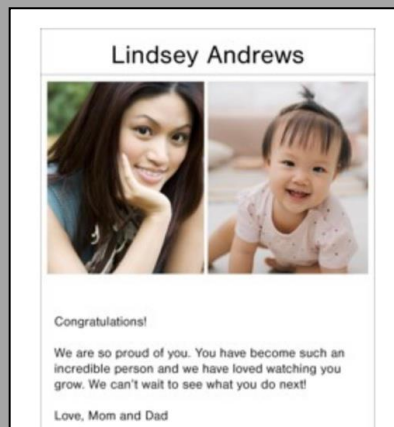 Lindsey Andrews
Congratulations!
We are so proud of you. You have become such an
incredible person and we have loved watching you
grow. We can't wait to see what you do next!
Love, Mom and Dad